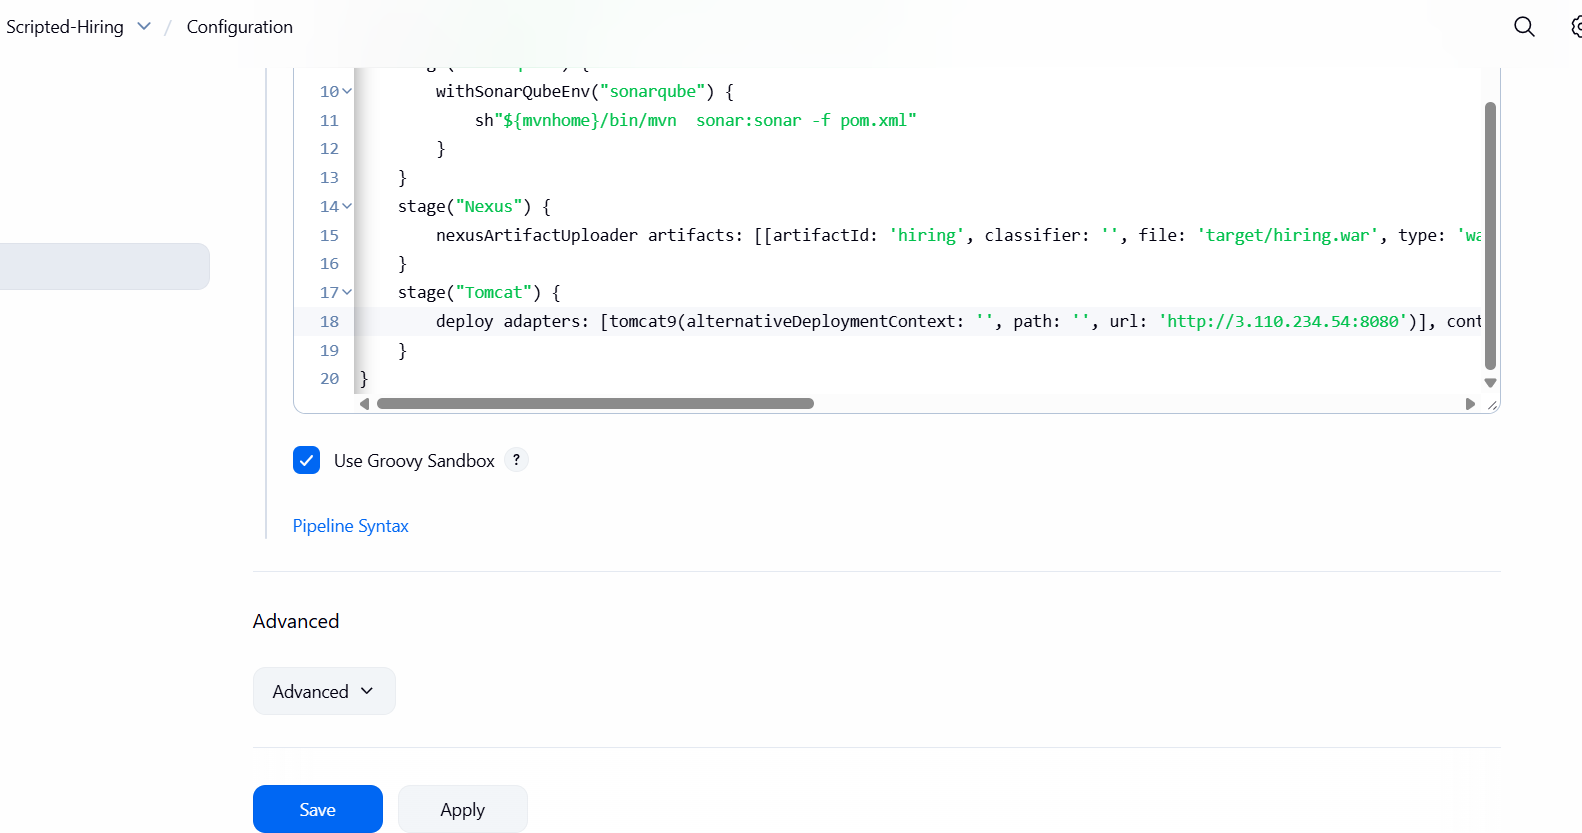 Scripted-Hiring / Configuration
10 withSonarQubeEnv("sonarqube") {
11 sh"${mvnhome}/bin/mvn  sonar:sonar -f pom.xml"
12 }
13 }
14 stage("Nexus") {
15 nexusArtifactUploader artifacts: [[artifactId: 'hiring', classifier: '', file: 'target/hiring.war', type: 'wa
16 }
17 stage("Tomcat") {
18 deploy adapters: [tomcat9(alternativeDeploymentContext: '', path: '', url: 'http://3.110.234.54:8080')], cont
19 }
20 }
Use Groovy Sandbox ?
Pipeline Syntax
Advanced
Advanced
Save Apply